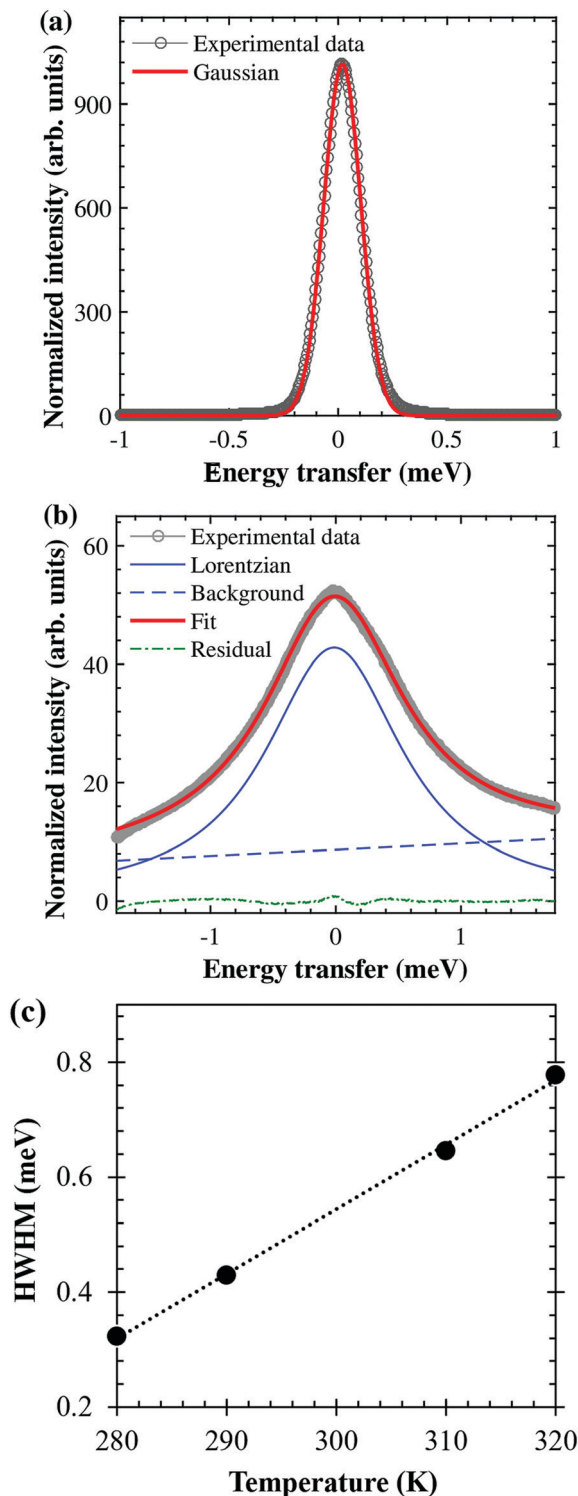 (a)
Experimental data
Gaussian
900
600
300
0
-1 -0.5 0 0.5 1
Normalized intensity (arb. units)
Energy transfer (meV)
(b)
Experimental data
Lorentzian
Background
Fit
Residual
60
40
20
0
-1 0 1
Normalized intensity (arb. units)
Energy transfer (meV)
(c)
0.8
0.6
0.4
0.2
280 290 300 310 320
HWHM (meV)
Temperature (K)